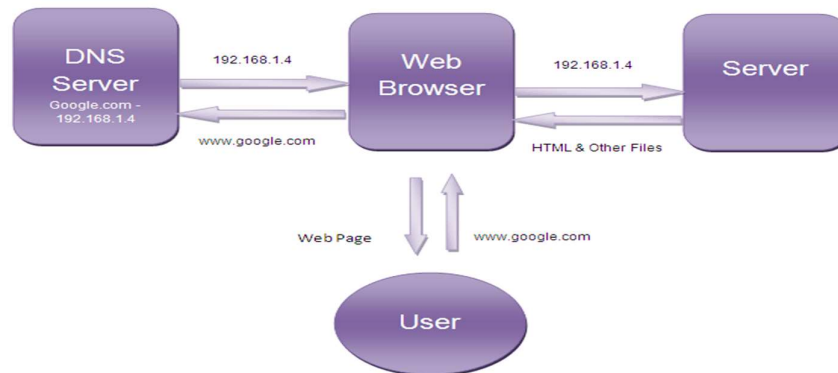 DNS
Server
Google.com -
192.168.1.4
192.168.1.4
www.google.com
Web
Browser
192.168.1.4
HTML & Other Files
Server
Web Page
www.google.com
User